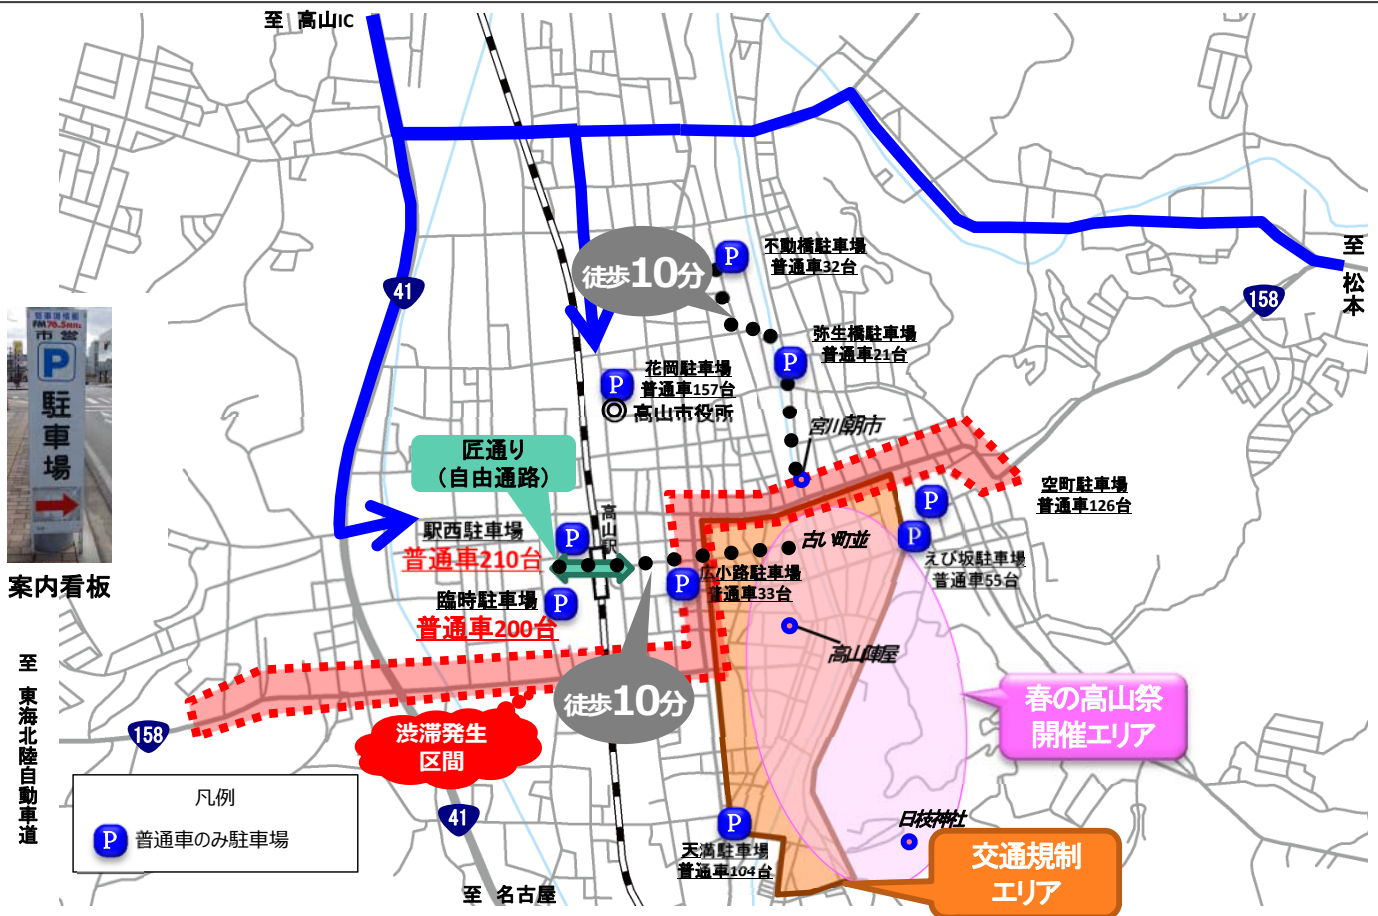 至 高山IC
不動橋駐車場
普通車32台
徒歩10分
至 松本
41
158
弥生橋駐車場
普通車21台
駐車場情報
FM76.5MHz
市営
P
駐車場
案内看板
花岡駐車場
普通車157台
高山市役所
宮川朝市
匠通り
(自由通路)
空町駐車場
普通車126台
高山駅
駅西駐車場
普通車210台
古い町並
えび坂駐車場
普通車55台
広小路駐車場
普通車33台
臨時駐車場
普通車200台
高山陣屋
至 東海北陸自動車道
徒歩10分
春の高山祭
開催エリア
158
渋滞発生
区間
凡例
P 普通車のみ駐車場
41
日枝神社
天満駐車場
普通車104台
交通規制
エリア
至 名古屋